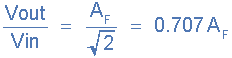 Vout/Vin = A_F/√2 = 0.707 A_F